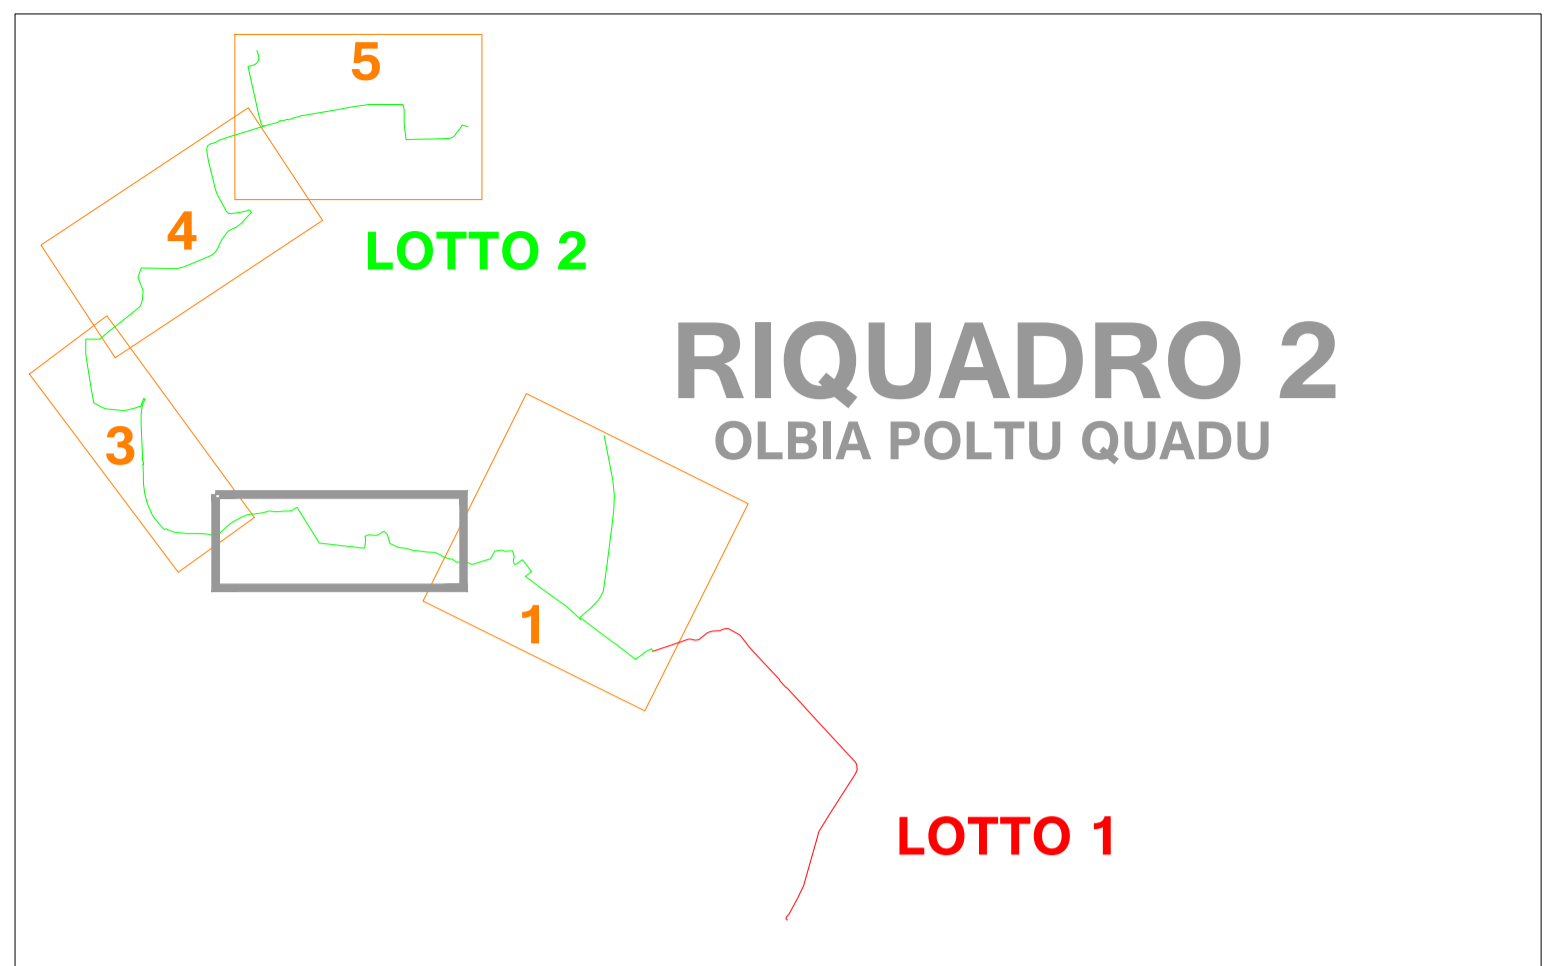 5
4
LOTTO 2
RIQUADRO 2
OLBIA POLTU QUADU
3
1
LOTTO 1